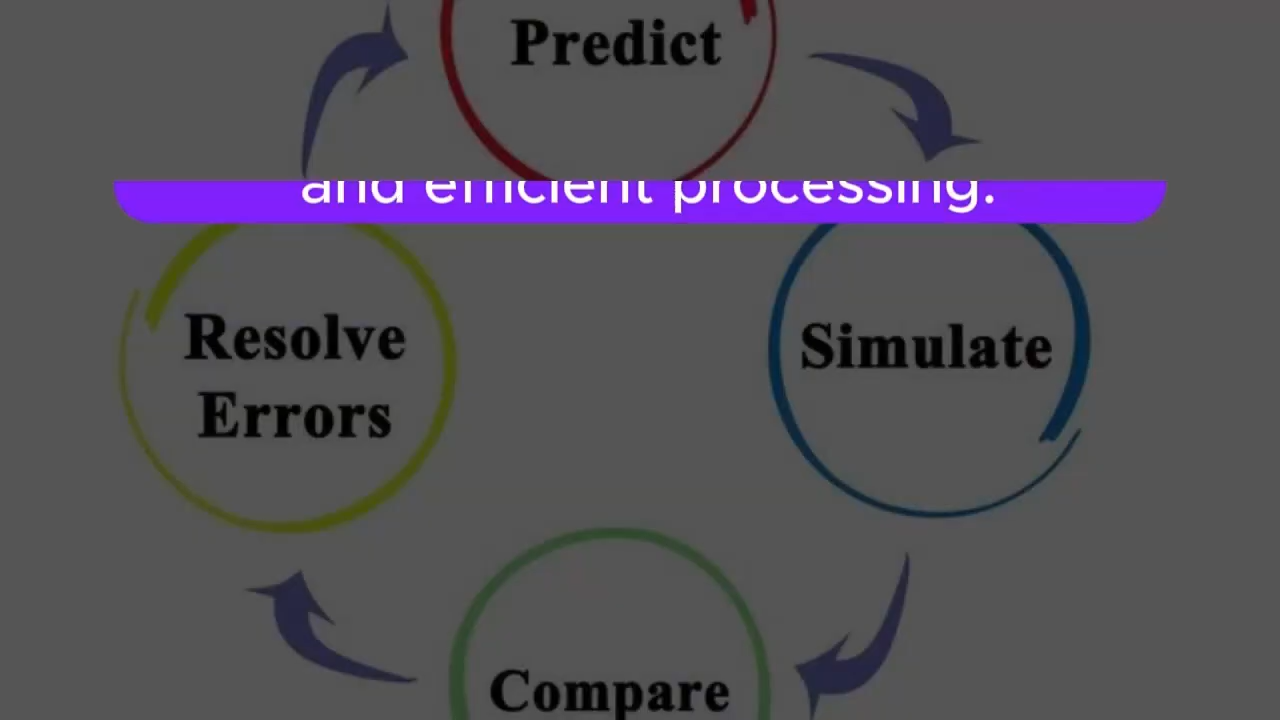 Predict
and efficient processing.
Resolve
Errors
Simulate
Compare